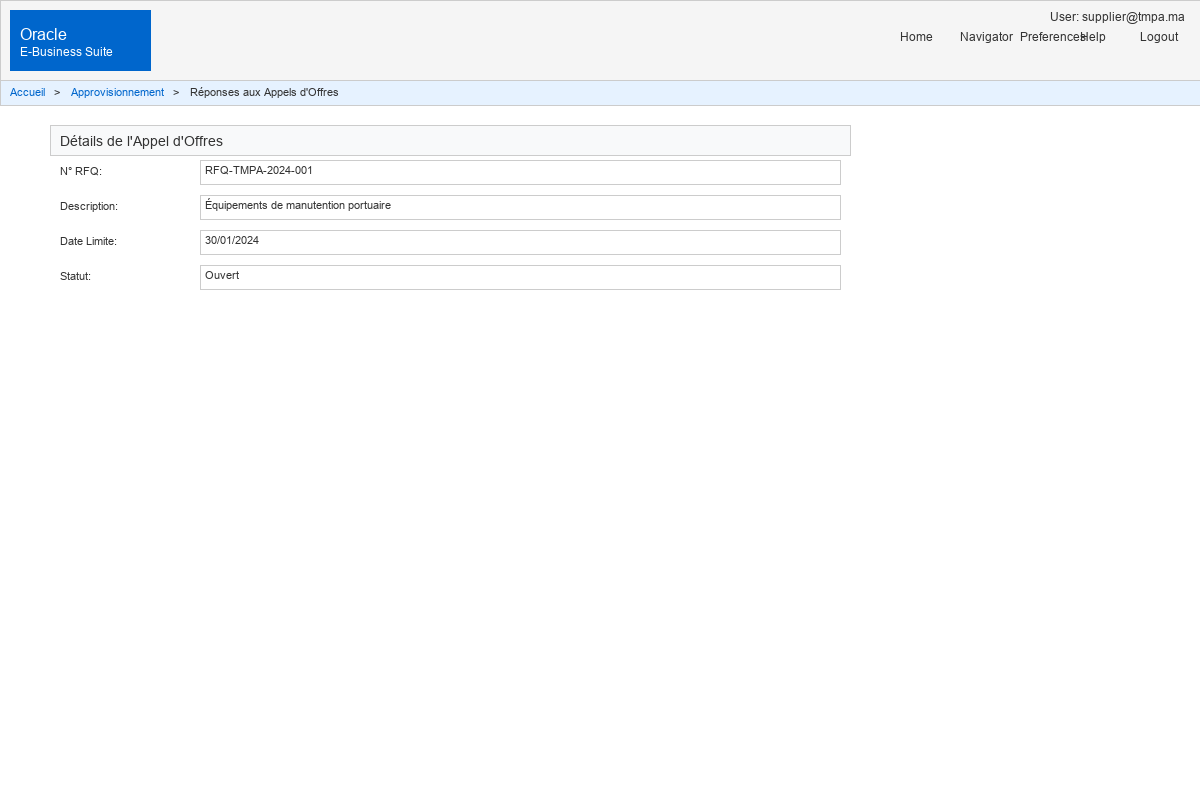 User: supplier@tmpa.ma
Oracle
E-Business Suite
Home Navigator Preferences Help Logout
Accueil > Approvisionnement > Réponses aux Appels d'Offres
Détails de l'Appel d'Offres
N° RFQ: RFQ-TMPA-2024-001
Description: Équipements de manutention portuaire
Date Limite: 30/01/2024
Statut: Ouvert